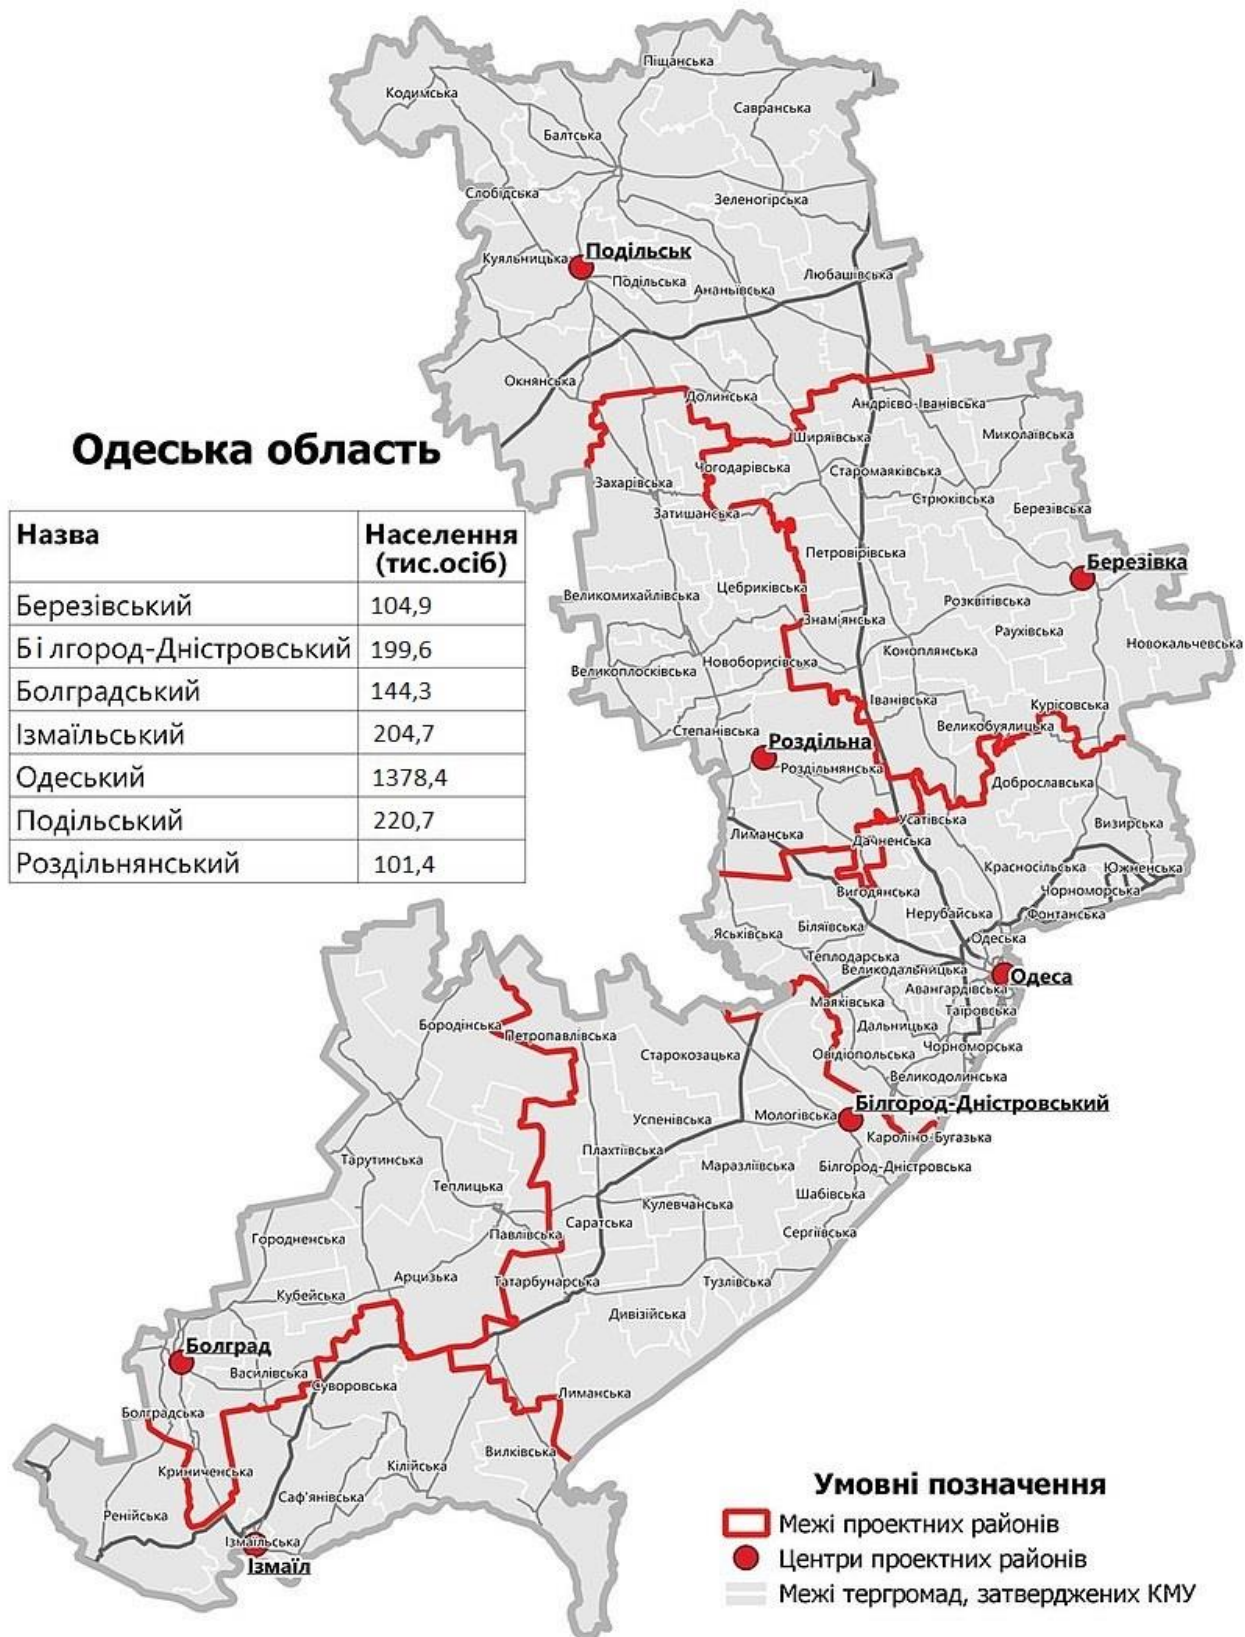 Піщанська
Кодимська
Савранська
Балтська
Слобідська
Зеленогірська
Подільськ
Куяльницька
Любашівська
Подільська
Ананьївська
Окнянська
Долинська
Андрієво-Іванівська
Ширяївська
Миколаївська
Одеська область
Чогодарівська
Старомаяківська
Захарівська
Стрюківська
Затишанська
Березівська
Назва Населення
(тис.осіб)
Березівський 104,9
Бі лгород-Дністровський 199,6
Болградський 144,3
Ізмаїльський 204,7
Одеський 1378,4
Подільський 220,7
Роздільнянський 101,4
Петровірівська
Березівка
Цебриківська
Великомихайлівська
Розквітівська
Знам'янська
Раухівська
Новокальчевська
Коноплянська
Новоборисівська
Великоплосківська
Іванівська
Курісовська
Великобуялицька
Степанівська
Роздільна
Роздільнянська
Доброславська
Усатівська
Визирська
Лиманська
Дачненська
Красносільська
Южненська
Вигодянська
Чорноморська
Нерубайська
Фонтанська
Біляївська
Яськівська
Одеська
Теплодарська
Великодальницька
Одеса
Авангардівська
Маяківська
Таїровська
Дальницька
Бородінська
Петропавлівська
Чорноморська
Старокозацька
Овідіопольська
Великодолинська
Білгород-Дністровський
Мологівська
Успенівська
Кароліно-Бугазька
Плахтіївська
Тарутинська
Маразліївська
Білгород-Дністровська
Теплицька
Шабівська
Кулевчанська
Саратська
Павлівська
Сергіївська
Городненська
Арцизька
Татарбунарська
Тузлівська
Кубейська
Дивізійська
Болград
Василівська
Суворовська
Лиманська
Болградська
Вилківська
Криниченська
Кілійська
Саф'янівська
Ренійська
Ізмаїльська
Ізмаїл
Умовні позначення
Межі проектних районів
Центри проектних районів
Межі тергромад, затверджених КМУ